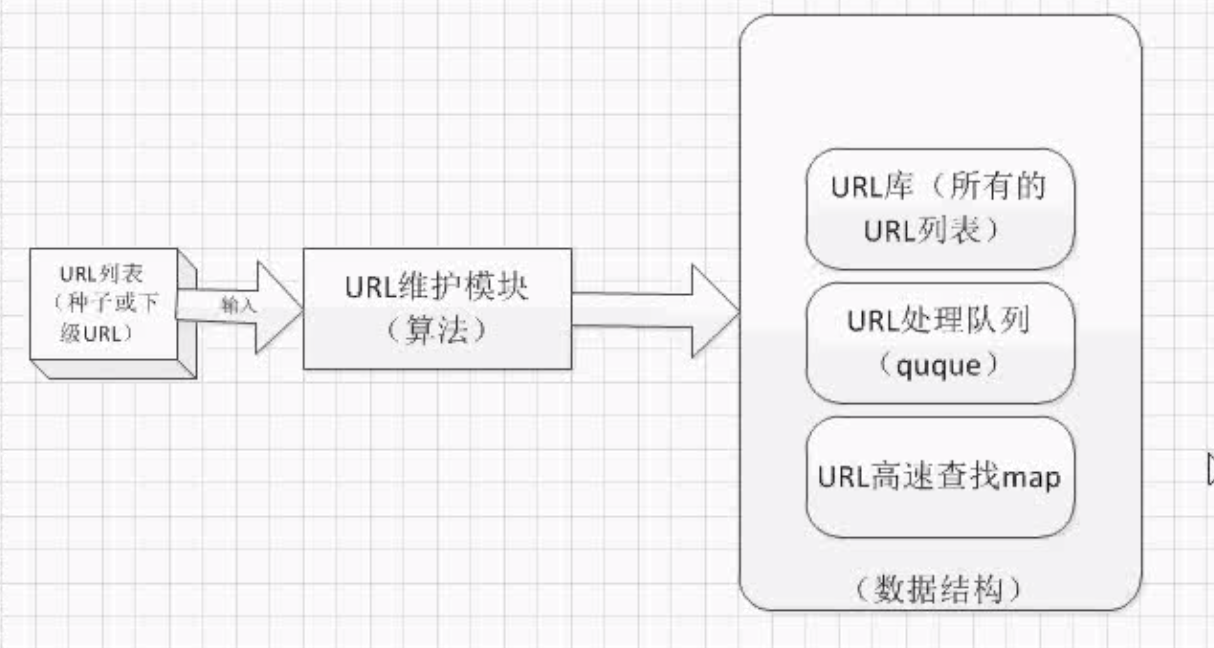 URL列表
（种子或下
级URL）
输入
URL维护模块
（算法）
URL库（所有的
URL列表）
URL处理队列
（quque）
URL高速查找map
（数据结构）